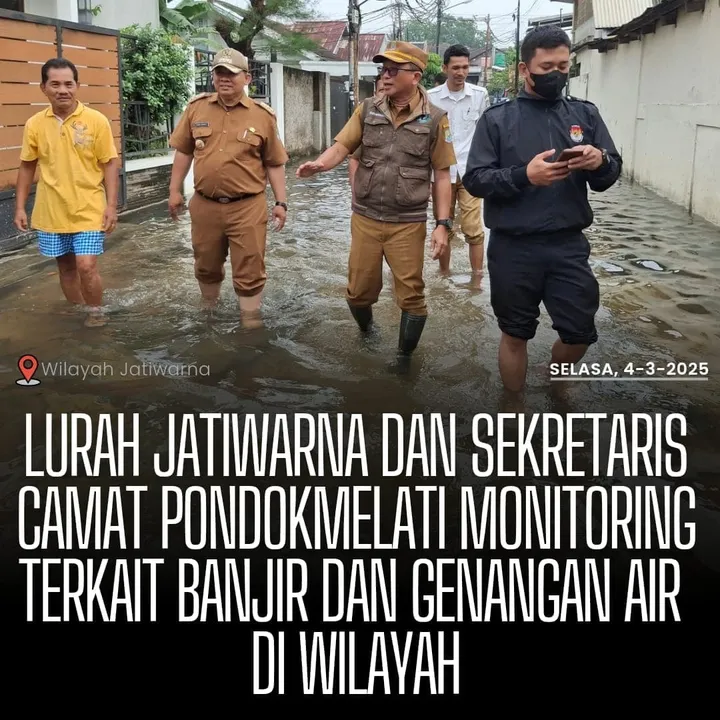 Wilayah Jatiwarna
SELASA, 4-3-2025
LURAH JATIWARNA DAN SEKRETARIS
CAMAT PONDOKMELATI MONITORING
TERKAIT BANJIR DAN GENANGAN AIR
DI WILAYAH